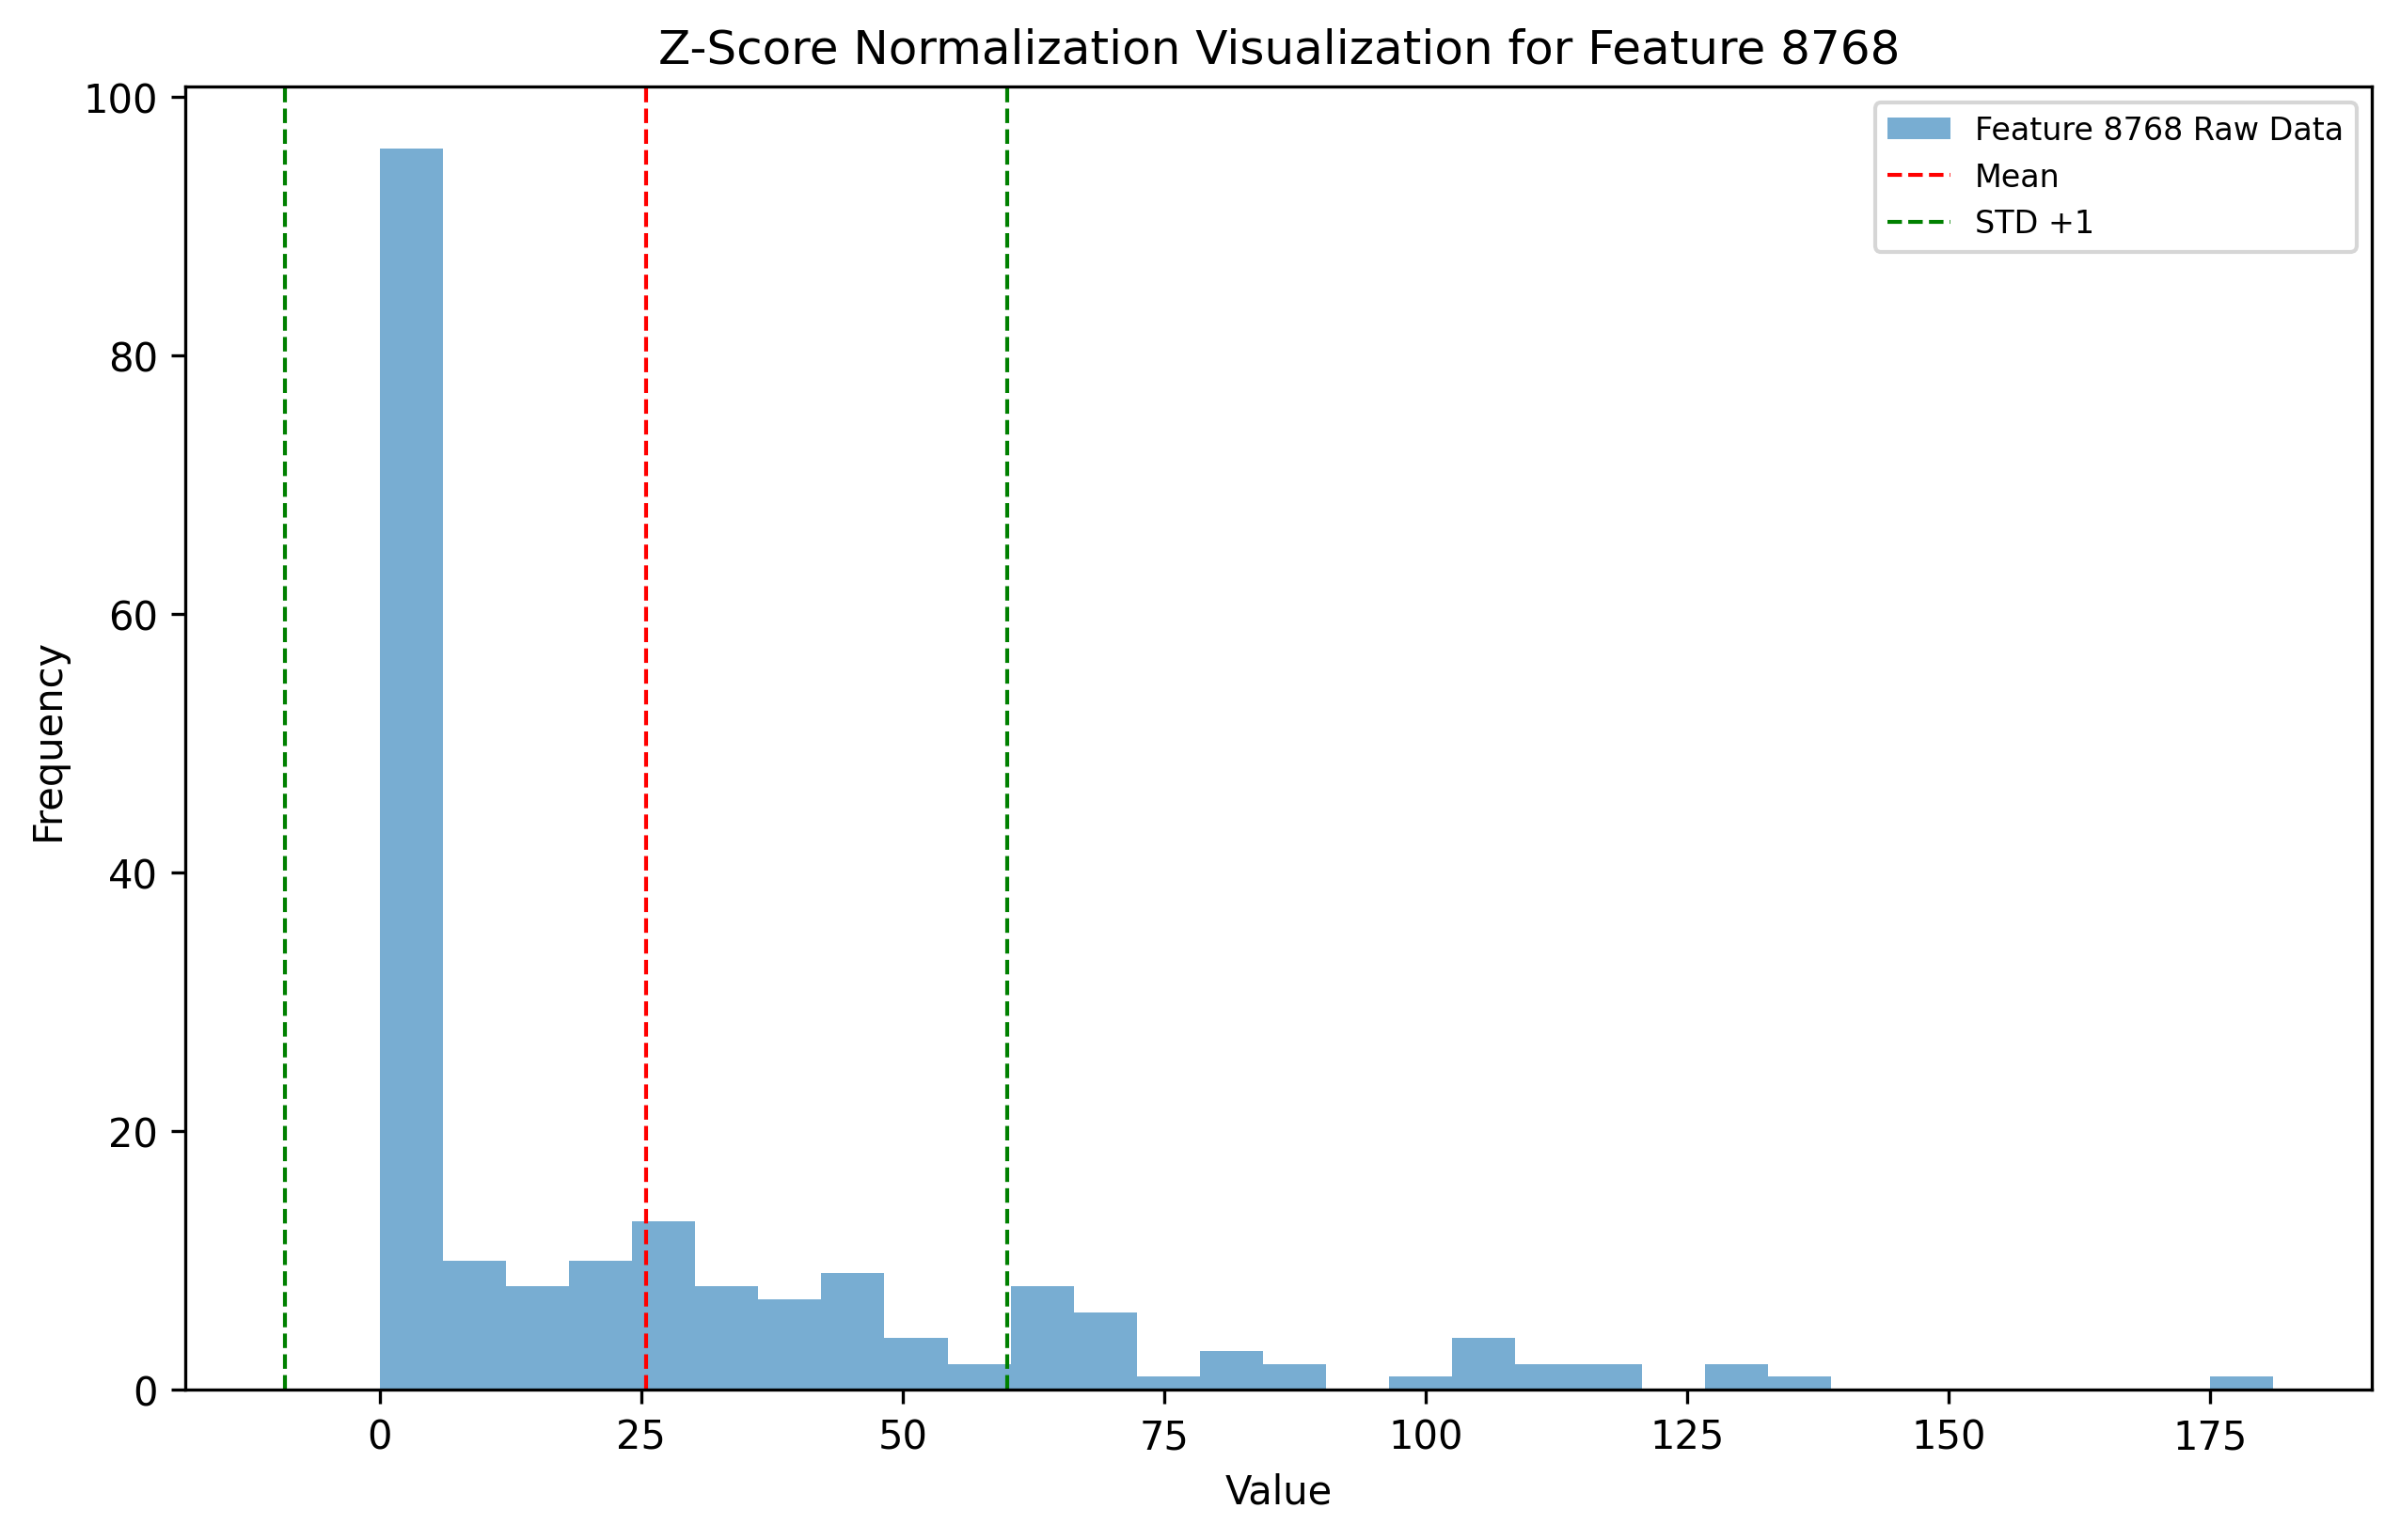 Z-Score Normalization Visualization for Feature 8768
Feature 8768 Raw Data
Mean
STD +1
100
80
60
40
20
0
Frequency
0 25 50 75 100 125 150 175
Value